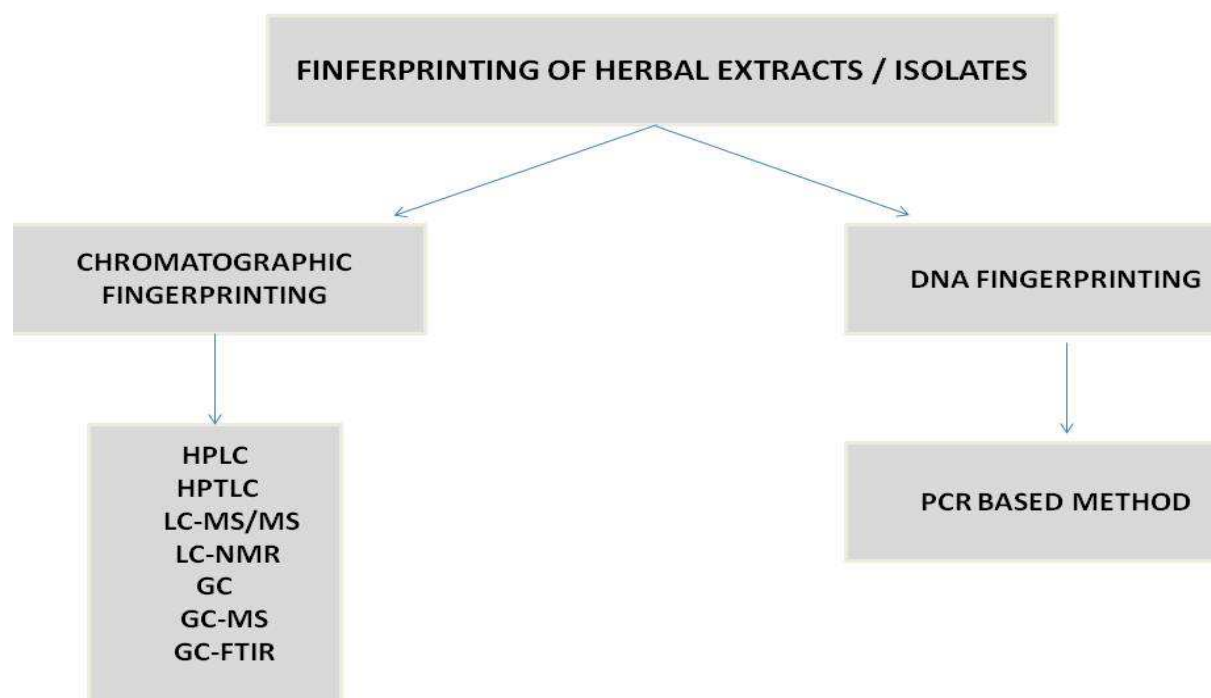 FINFERPRINTING OF HERBAL EXTRACTS / ISOLATES
CHROMATOGRAPHIC
FINGERPRINTING
DNA FINGERPRINTING
HPLC
HPTLC
LC-MS/MS
LC-NMR
GC
GC-MS
GC-FTIR
PCR BASED METHOD